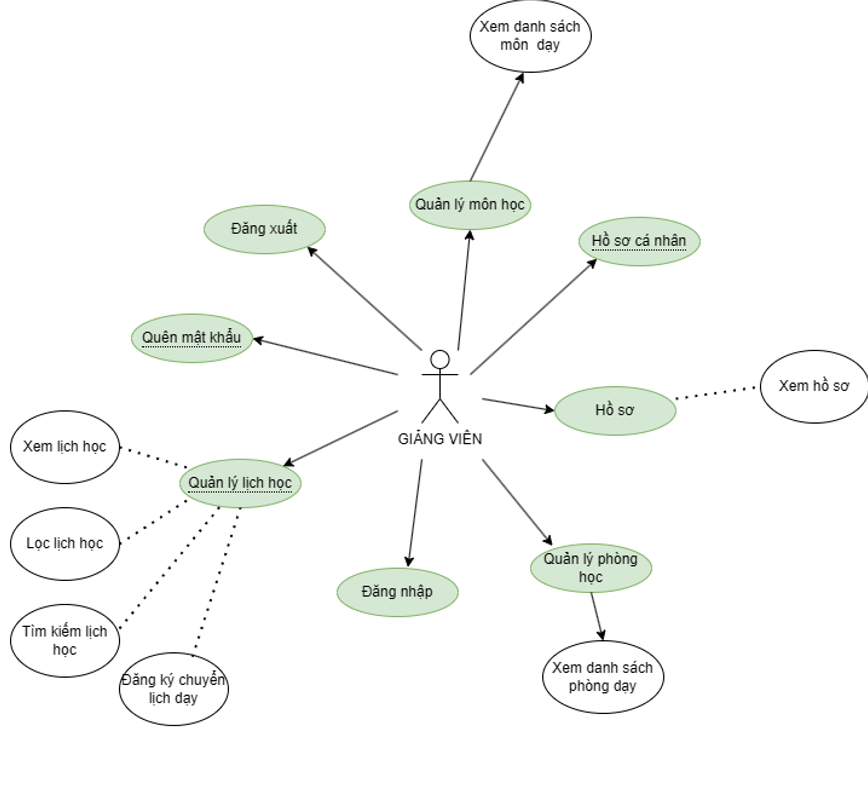 Xem danh sách
môn dạy
Quản lý môn học
Đăng xuất
Hồ sơ cá nhân
Quên mật khẩu
Xem hồ sơ
Hồ sơ
GIẢNG VIÊN
Xem lịch học
Quản lý lịch học
Lọc lịch học
Quản lý phòng
học
Đăng nhập
Tìm kiếm lịch
học
Xem danh sách
phòng dạy
Đăng ký chuyển
lịch dạy